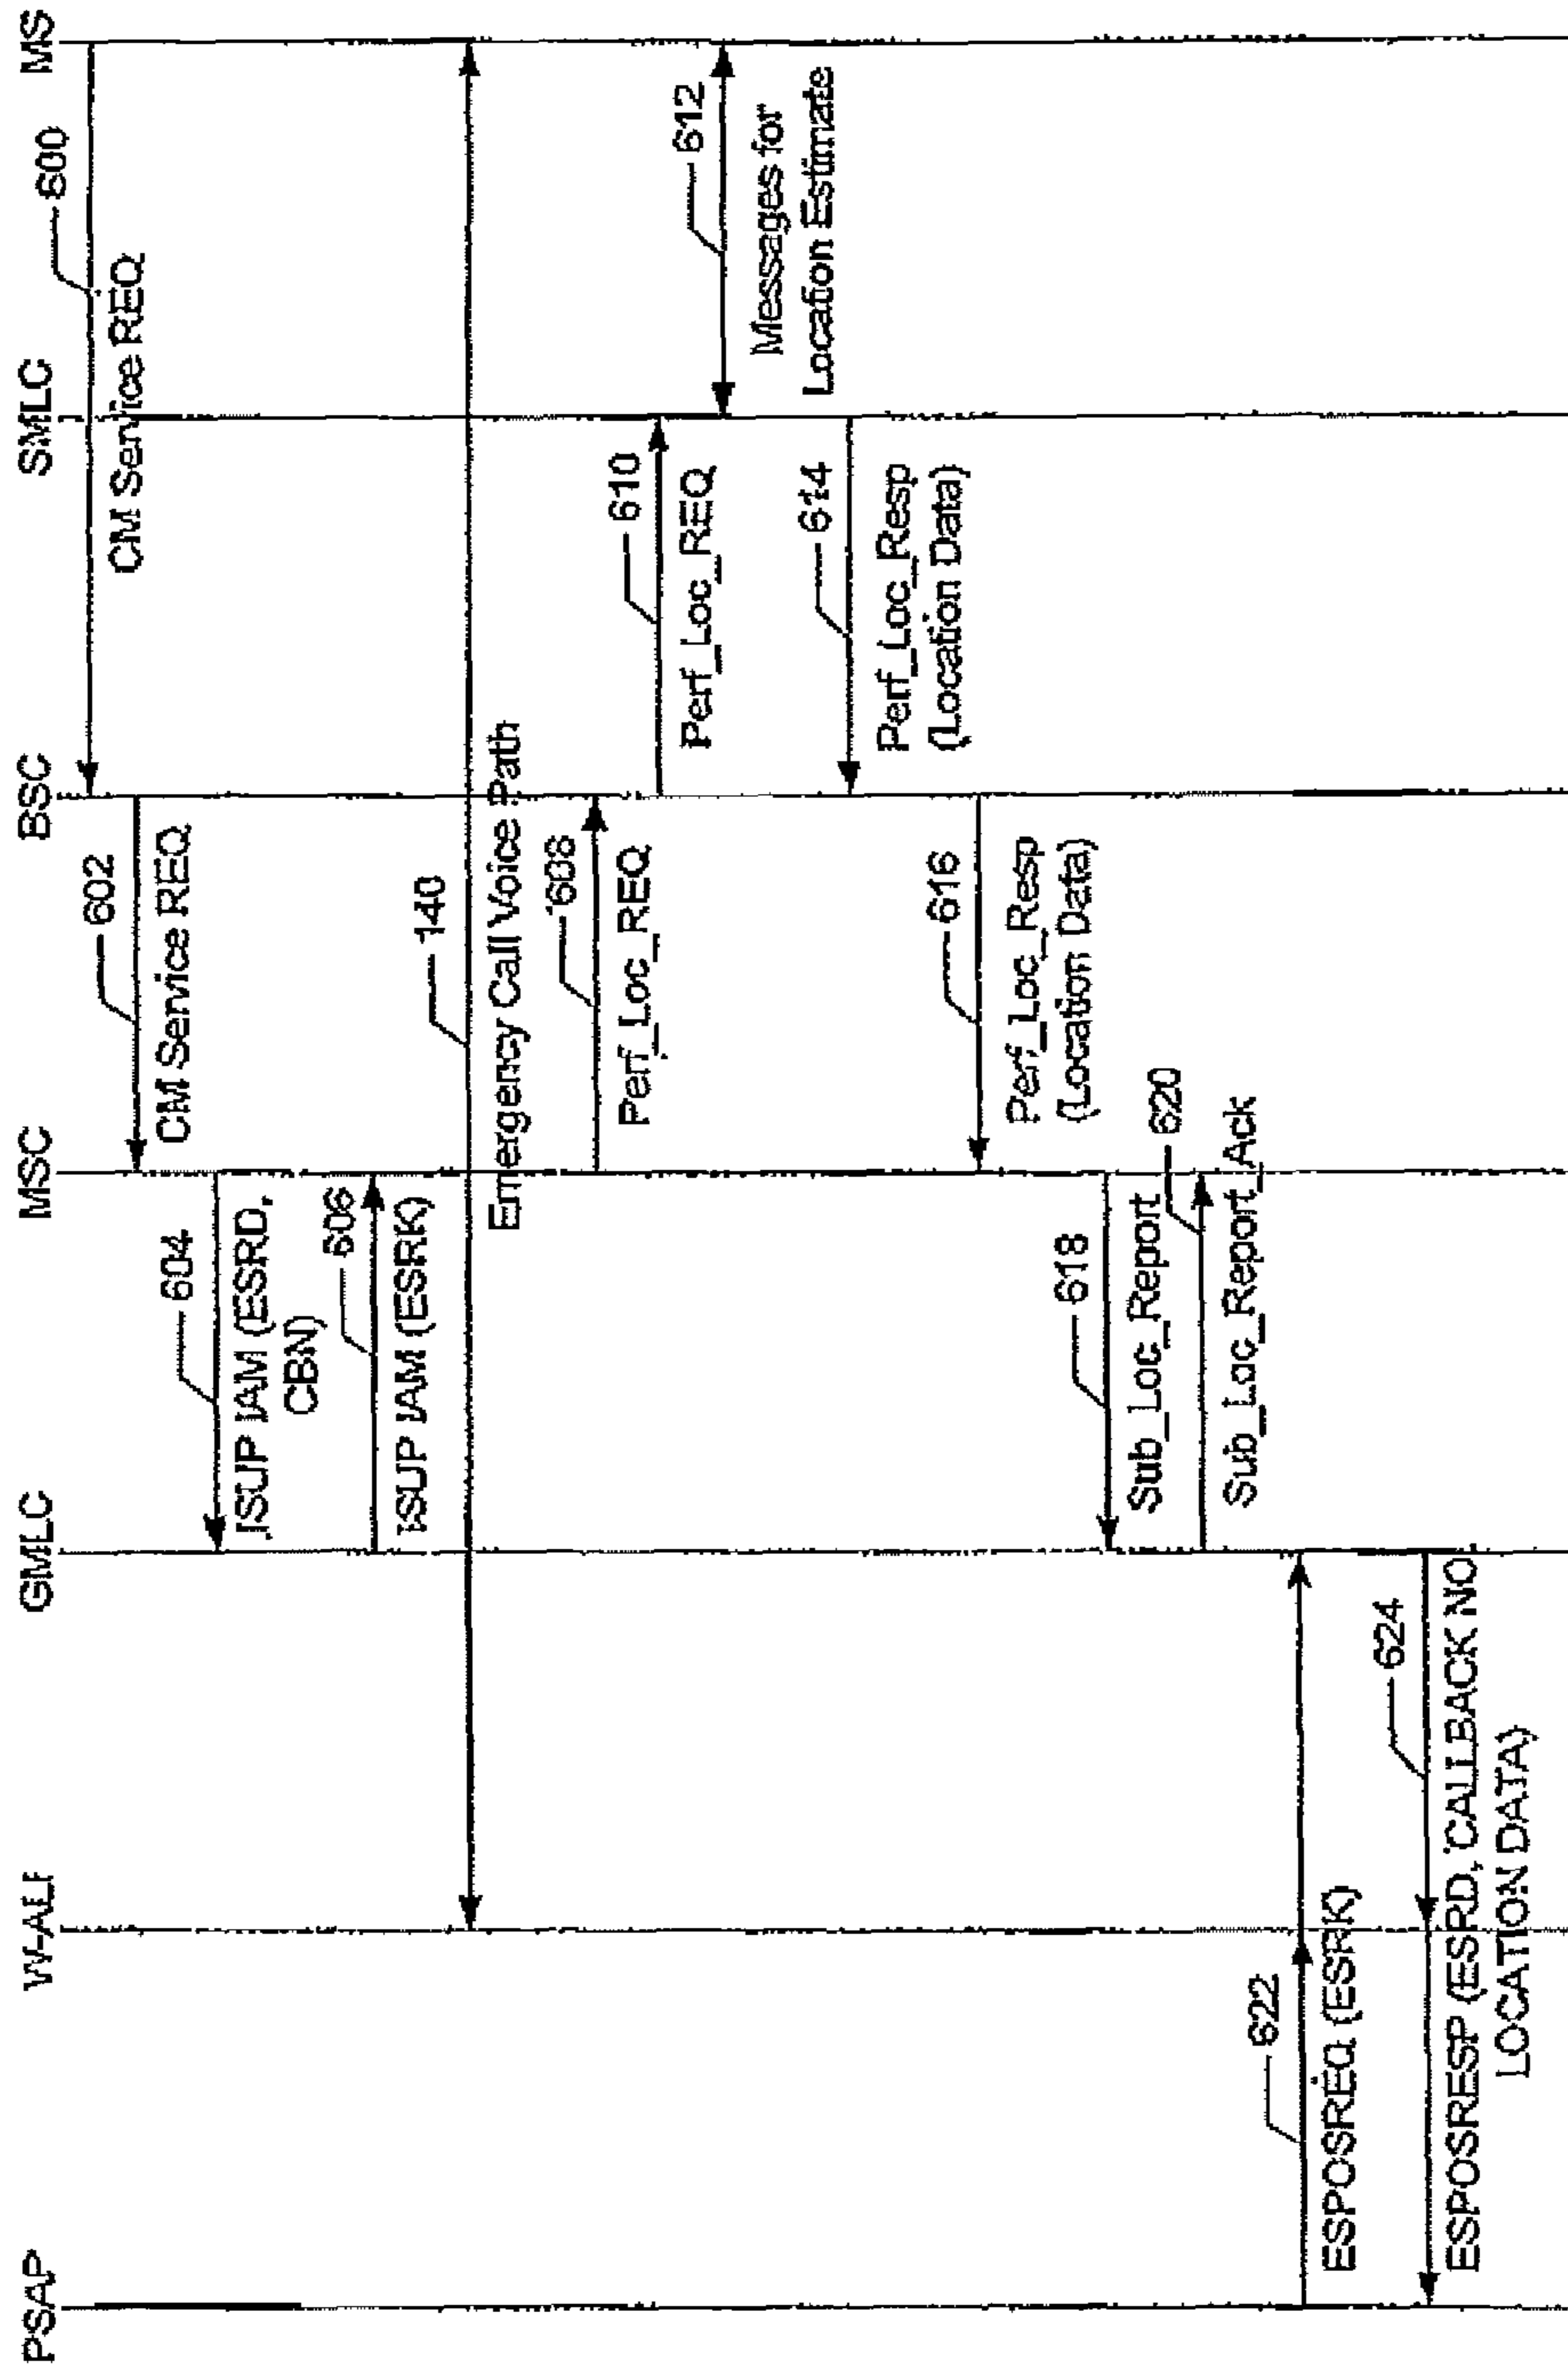 PSAP
W-ALI
GMLC
MSC
BSC
SMLC
MS
600
CM Service REQ
602
CM Service REQ
604
ISUP IAM (ESRD,
CBN)
606
ISUP IAM (ESRK)
140
Emergency Call Voice Path
608
Perf_Loc_REQ
610
Perf_Loc_REQ
612
Messages for
Location Estimate
614
Perf_Loc_Resp
(Location Data)
616
Perf_Loc_Resp
(Location Data)
618
Sub_Loc_Report
620
Sub_Loc_Report_Ack
622
ESPOSREQ (ESRK)
624
ESPOSRESP (ESRD, CALLBACK NO
LOCATION DATA)